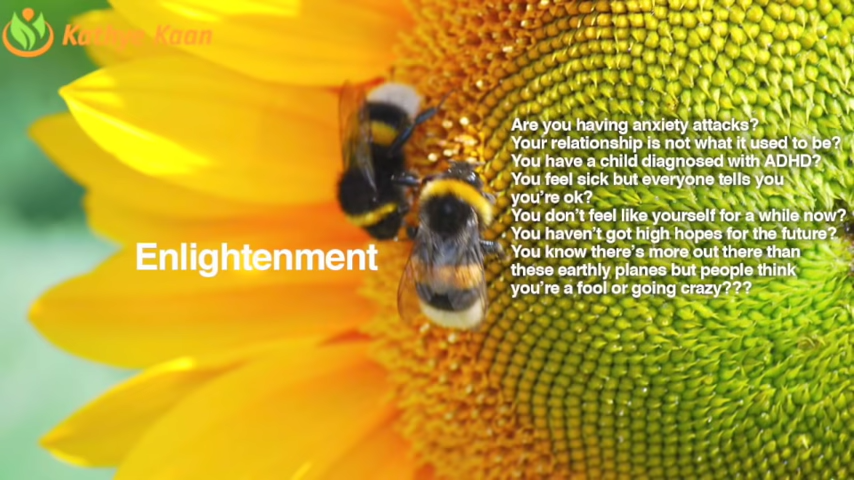 Kathye Kaan
Enlightenment
Are you having anxiety attacks?
Your relationship is not what it used to be?
You have a child diagnosed with ADHD?
You feel sick but everyone tells you
you're ok?
You don't feel like yourself for a while now?
You haven't got high hopes for the future?
You know there's more out there than
these earthly planes but people think
you're a fool or going crazy???